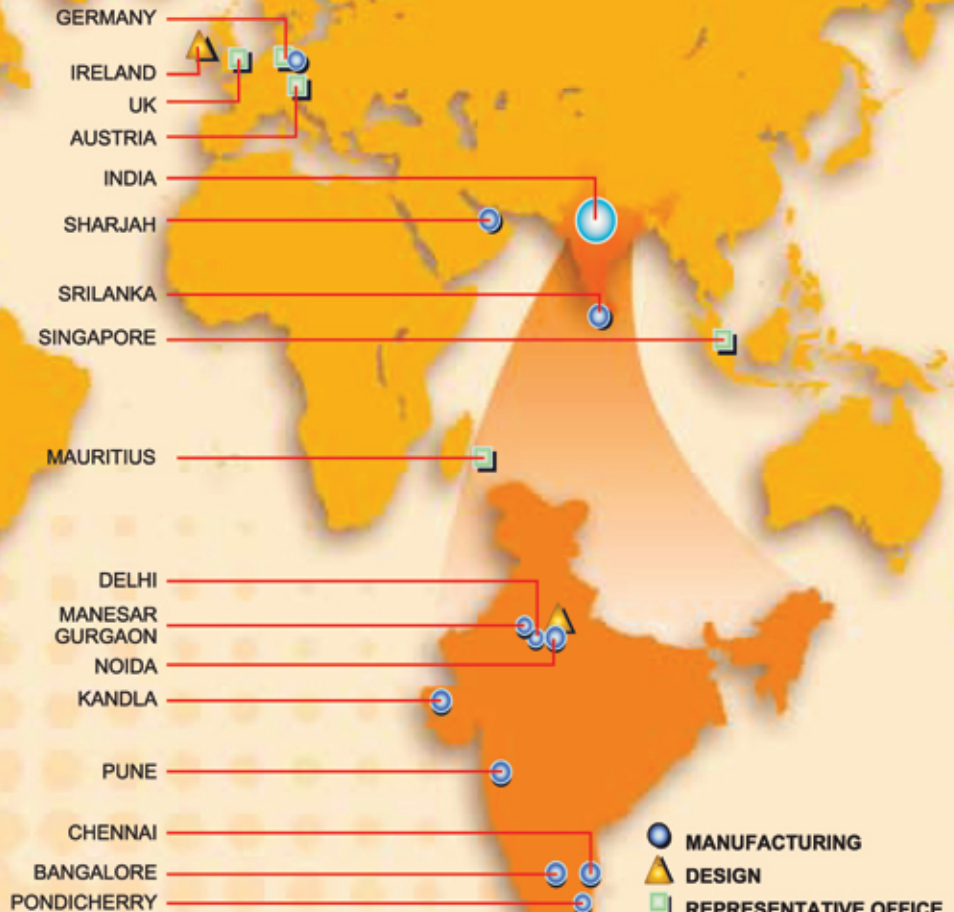 GERMANY
IRELAND
UK
AUSTRIA
INDIA
SHARJAH
SRILANKA
SINGAPORE
MAURITIUS
DELHI
MANESAR
GURGAON
NOIDA
KANDLA
PUNE
CHENNAI
BANGALORE
PONDICHERRY
MANUFACTURING
DESIGN
REPRESENTATIVE OFFICE